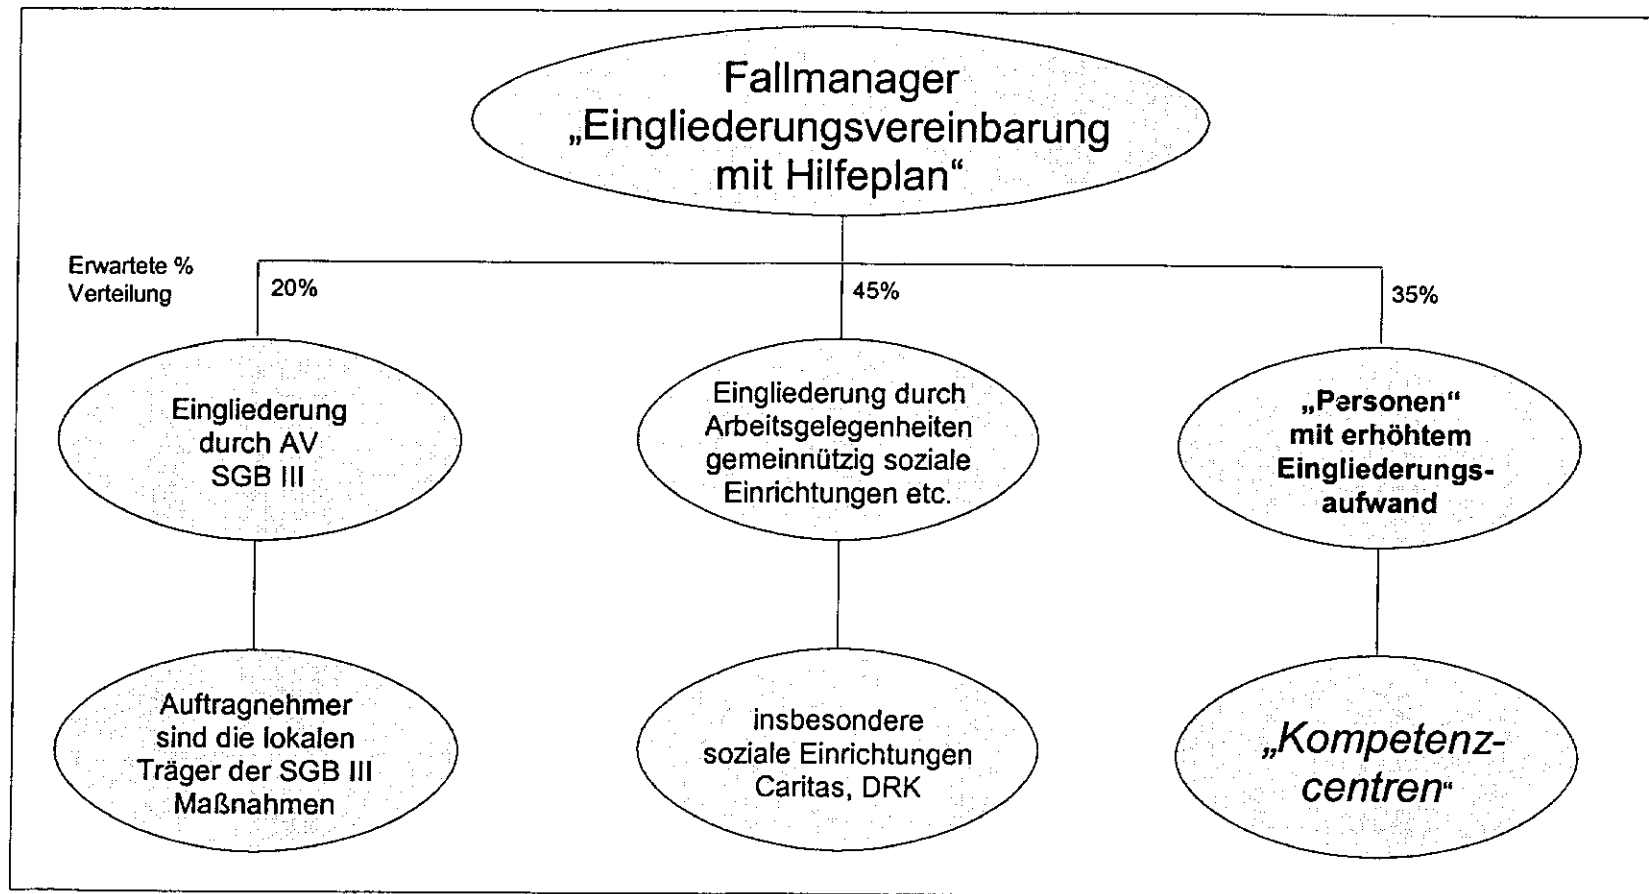 Fallmanager
„Eingliederungsvereinbarung
mit Hilfeplan“
Erwartete %
Verteilung
20%
45%
35%
Eingliederung
durch AV
SGB III
Eingliederung durch
Arbeitsgelegenheiten
gemeinnützig soziale
Einrichtungen etc.
„Personen“
mit erhöhtem
Eingliederungs-
aufwand
Auftragnehmer
sind die lokalen
Träger der SGB III
Maßnahmen
insbesondere
soziale Einrichtungen
Caritas, DRK
„Kompetenz-
centren“